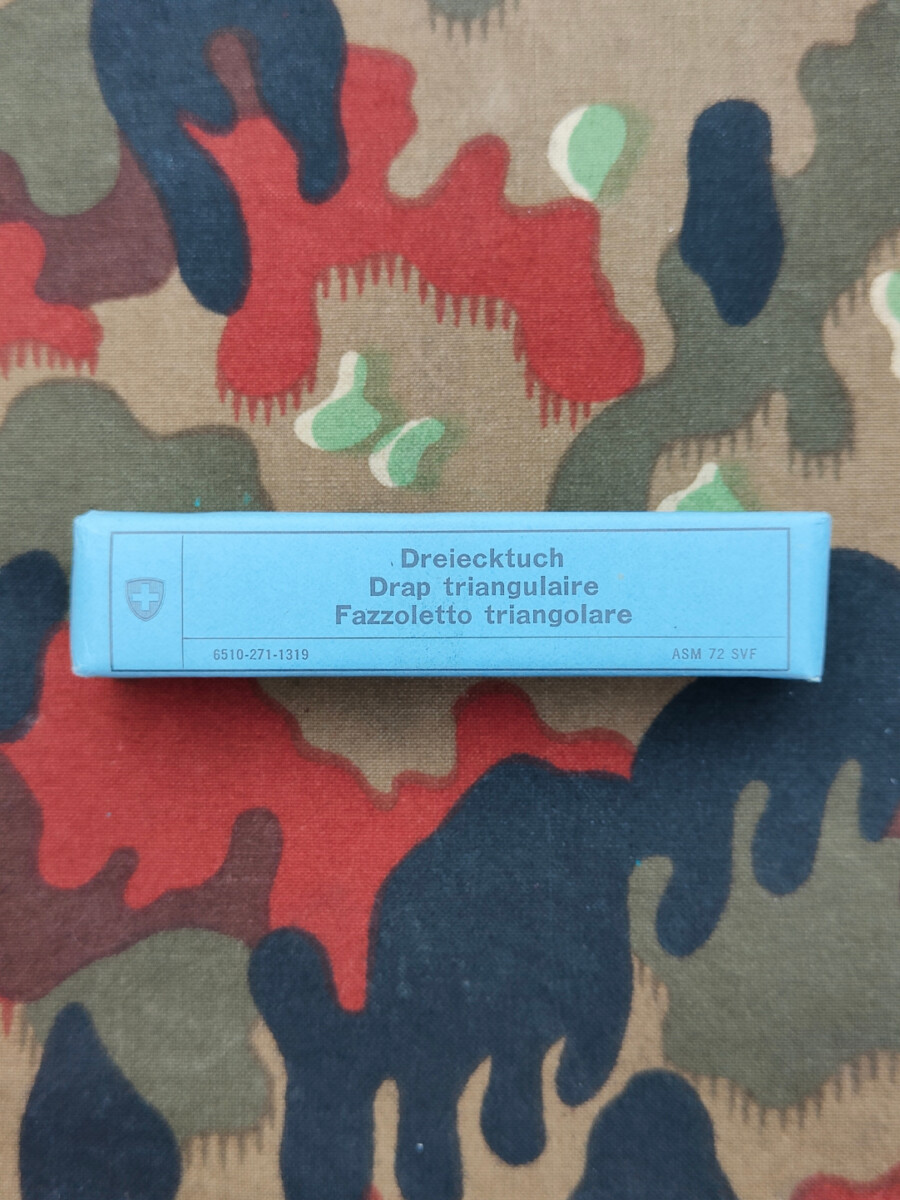 Dreiecktuch
Drap triangulaire
Fazzoletto triangolare
6510-271-1319 ASM 72 SVF